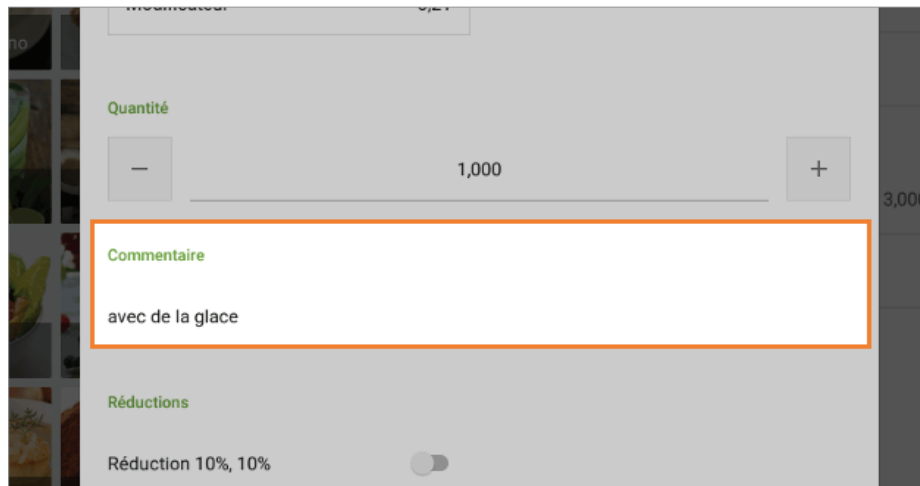 Quantité
1,000
Commentaire
avec de la glace
Réductions
Réduction 10%, 10%